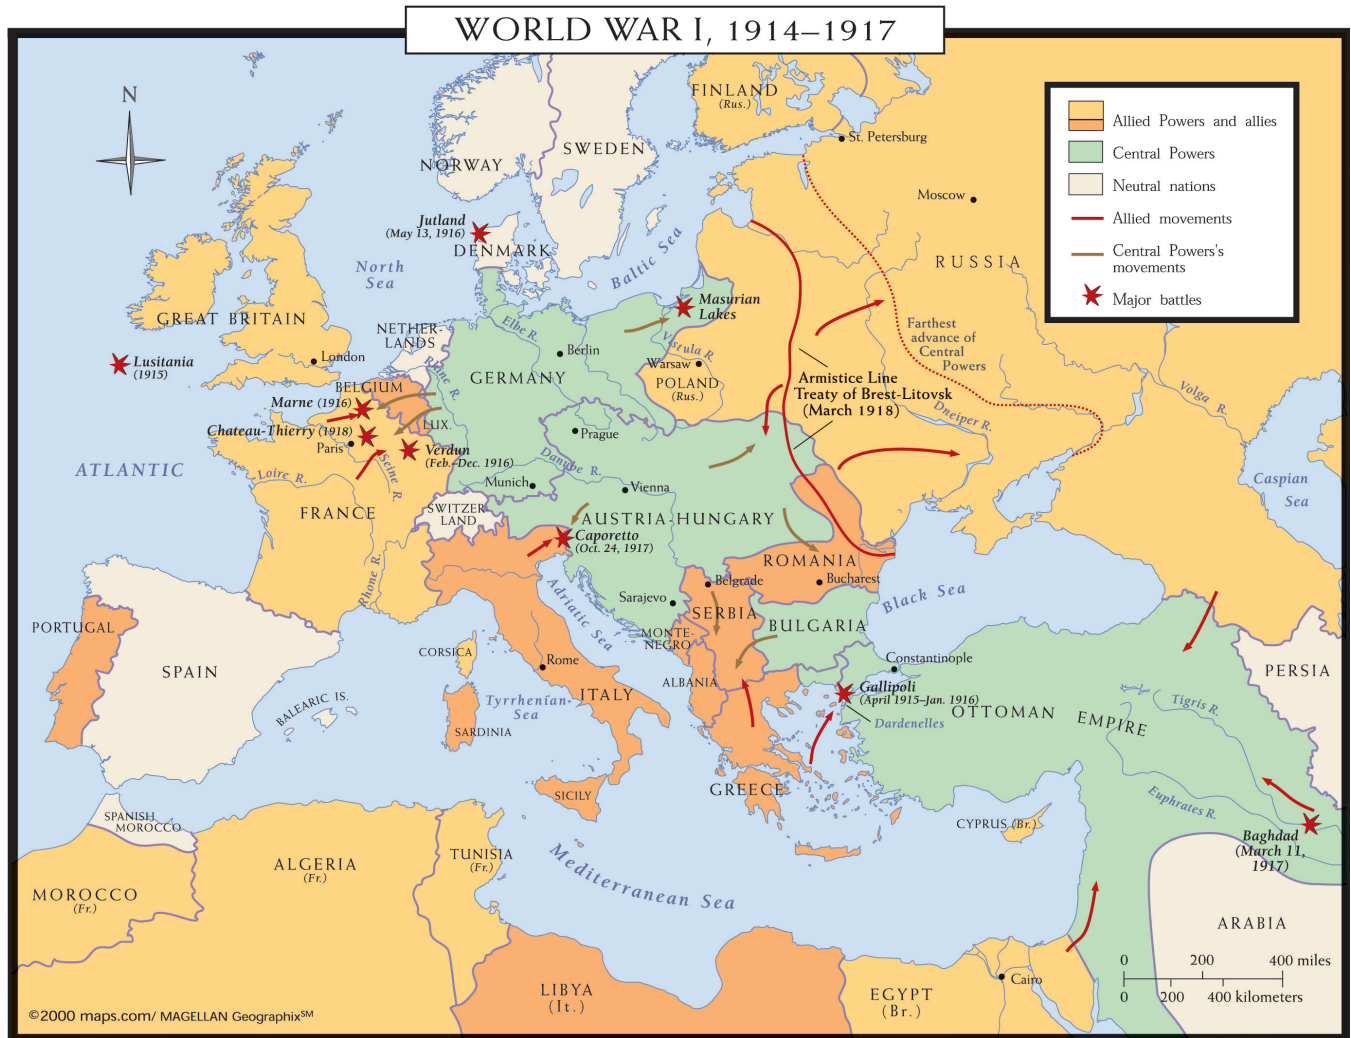 WORLD WAR I, 1914–1917
N
FINLAND
(Rus.)
St. Petersburg
NORWAY
SWEDEN
Moscow
Allied Powers and allies
Central Powers
Neutral nations
Allied movements
Central Powers's
movements
Major battles
Jutland
(May 13, 1916)
DENMARK
North
Sea
Baltic Sea
RUSSIA
GREAT BRITAIN
London
Lusitania
(1915)
NETHER-
LANDS
Elbe R.
Berlin
GERMANY
Rhine R.
Masurian
Lakes
Vistula R.
Warsaw
POLAND
(Rus.)
Farthest
advance of
Central
Powers
Armistice Line
Treaty of Brest-Litovsk
(March 1918)
Dneiper R.
Volga R.
BELGIUM
Marne (1916)
Chateau-Thierry (1918)
LUX.
Paris
Verdun
(Feb.–Dec. 1916)
Seine R.
Loire R.
ATLANTIC
FRANCE
Rhone R.
Prague
Danube R.
Munich
Vienna
SWITZER
LAND
AUSTRIA-HUNGARY
Caporetto
(Oct. 24, 1917)
Caspian
Sea
ROMANIA
Bucharest
Belgrade
Sarajevo
SERBIA
MONTE-
NEGRO
BULGARIA
Black Sea
Adriatic Sea
PORTUGAL
SPAIN
BALEARIC IS.
CORSICA
SARDINIA
Rome
ITALY
Tyrrhenian-
Sea
SICILY
ALBANIA
GREECE
Constantinople
Gallipoli
(April 1915–Jan. 1916)
Dardenelles
OTTOMAN EMPIRE
PERSIA
Tigris R.
Euphrates R.
Baghdad
(March 11,
1917)
CYPRUS (Br.)
SPANISH
MOROCCO
MOROCCO
(Fr.)
ALGERIA
(Fr.)
TUNISIA
(Fr.)
Mediterranean Sea
LIBYA
(It.)
EGYPT
(Br.)
Cairo
ARABIA
0 200 400 miles
0 200 400 kilometers
©2000 maps.com/ MAGELLAN Geographix℠